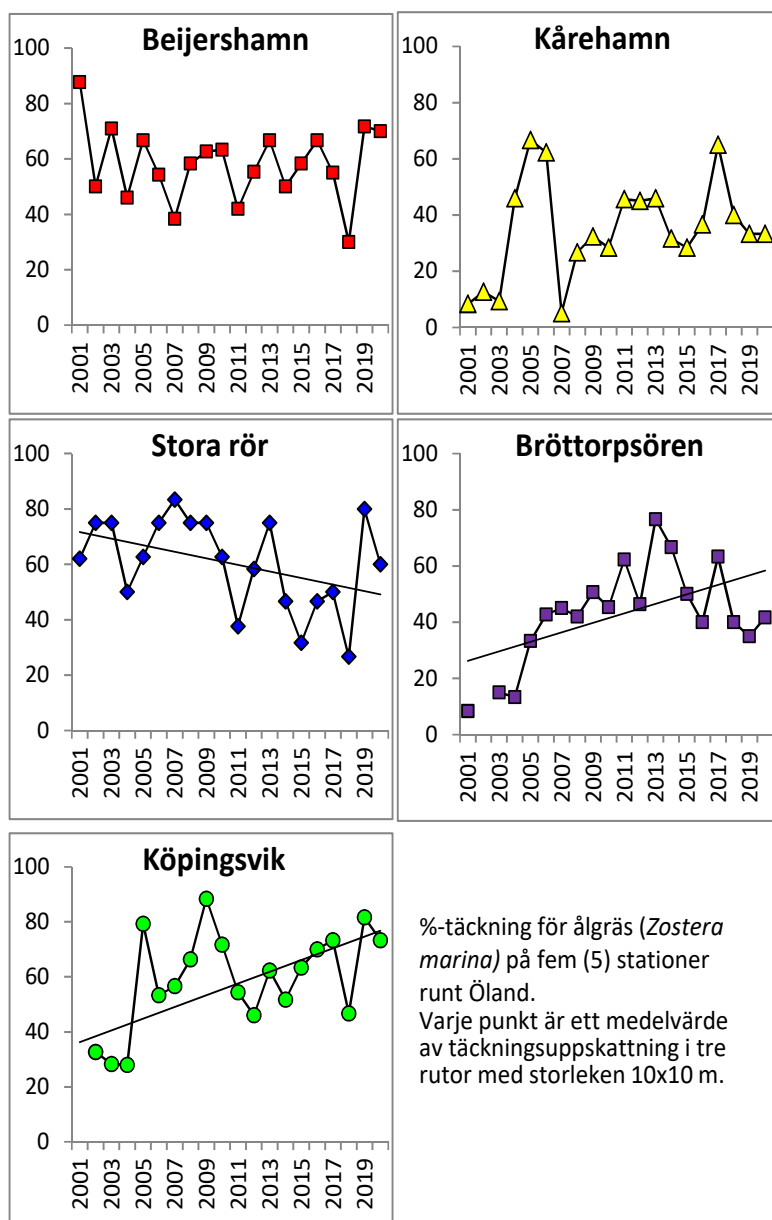 Beijershamn
100
80
60
40
20
0
2001 2003 2005 2007 2009 2011 2013 2015 2017 2019
Kårehamn
100
80
60
40
20
0
2001 2003 2005 2007 2009 2011 2013 2015 2017 2019
Stora rör
100
80
60
40
20
0
2001 2003 2005 2007 2009 2011 2013 2015 2017 2019
Bröttorpsören
100
80
60
40
20
0
2001 2003 2005 2007 2009 2011 2013 2015 2017 2019
Köpingsvik
100
80
60
40
20
0
2001 2003 2005 2007 2009 2011 2013 2015 2017 2019
%-täckning för ålgräs (Zostera
marina) på fem (5) stationer
runt Öland.
Varje punkt är ett medelvärde
av täckningsuppskattning i tre
rutor med storleken 10x10 m.